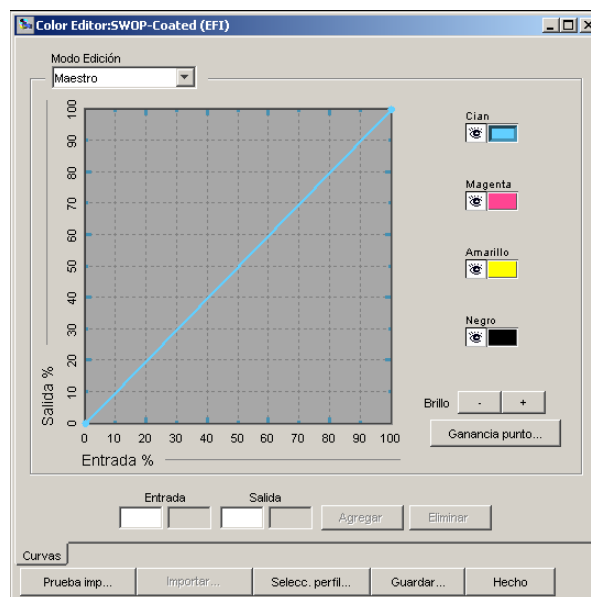 Color Editor:SWOP-Coated (EFI)
Modo Edición
Maestro
Salida %
100
90
80
70
60
50
40
30
20
10
0
0 10 20 30 40 50 60 70 80 90 100
Entrada %
Cian
Magenta
Amarillo
Negro
Brillo - +
Ganancia punto...
Entrada Salida
Agregar Eliminar
Curvas
Prueba imp... Importar... Selecc. perfil... Guardar... Hecho